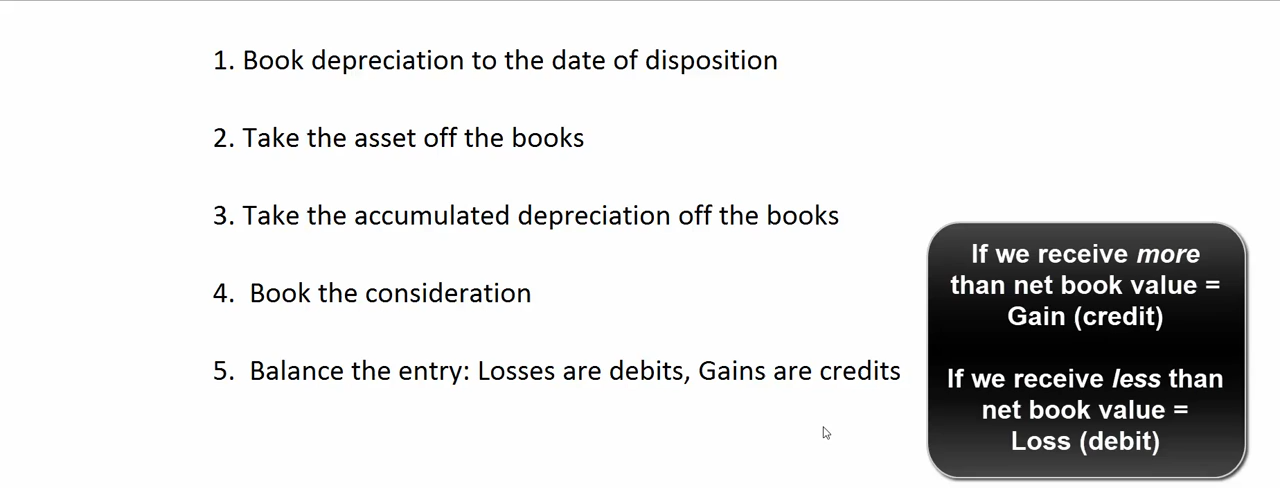 1. Book depreciation to the date of disposition
2. Take the asset off the books
3. Take the accumulated depreciation off the books
4. Book the consideration
5. Balance the entry: Losses are debits, Gains are credits
If we receive more
than net book value =
Gain (credit)
If we receive less than
net book value =
Loss (debit)